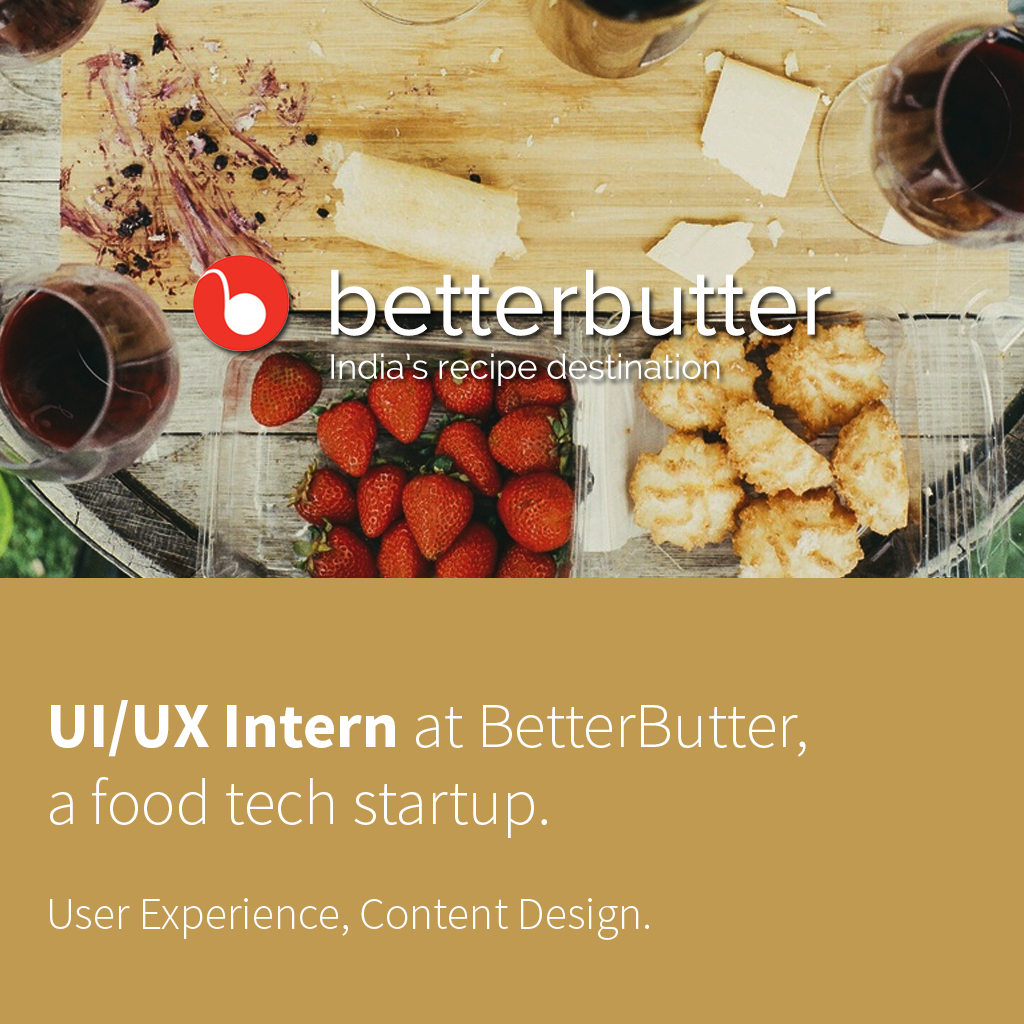 betterbutter
India's recipe destination
UI/UX Intern at BetterButter,
a food tech startup.
User Experience, Content Design.